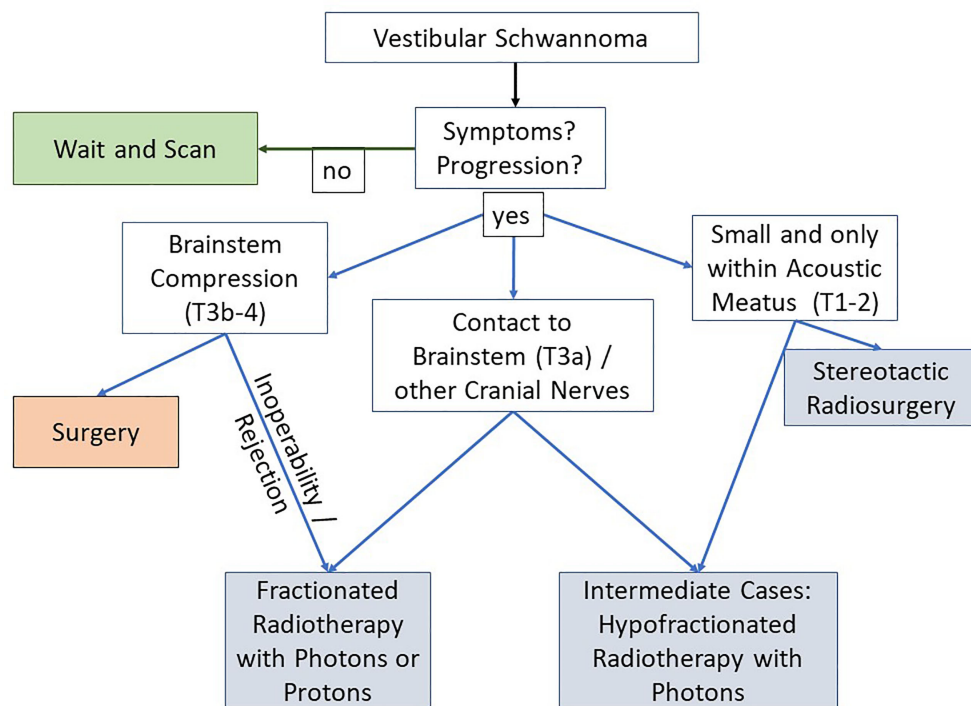 Vestibular Schwannoma
Symptoms?
Progression?
Wait and Scan
no
yes
Brainstem
Compression
(T3b-4)
Small and only
within Acoustic
Meatus (T1-2)
Contact to
Brainstem (T3a) /
other Cranial Nerves
Stereotactic
Radiosurgery
Surgery
Inoperability /
Rejection
Fractionated
Radiotherapy
with Photons or
Protons
Intermediate Cases:
Hypofractionated
Radiotherapy with
Photons